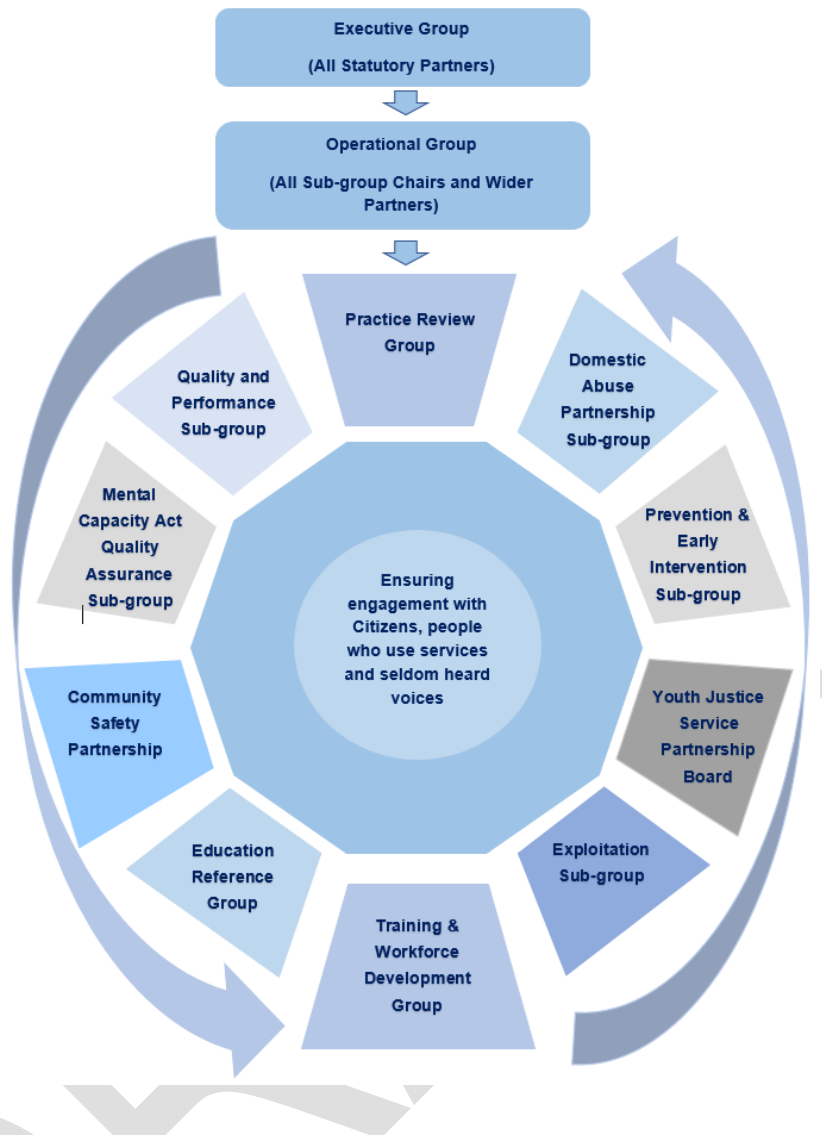 Executive Group
(All Statutory Partners)
Operational Group
(All Sub-group Chairs and Wider
Partners)
Practice Review
Group
Domestic
Abuse
Partnership
Sub-group
Prevention &
Early
Intervention
Sub-group
Youth Justice
Service
Partnership
Board
Exploitation
Sub-group
Training &
Workforce
Development
Group
Education
Reference
Group
Community
Safety
Partnership
Mental
Capacity Act
Quality
Assurance
Sub-group
Quality and
Performance
Sub-group
Ensuring
engagement with
Citizens, people
who use services
and seldom heard
voices